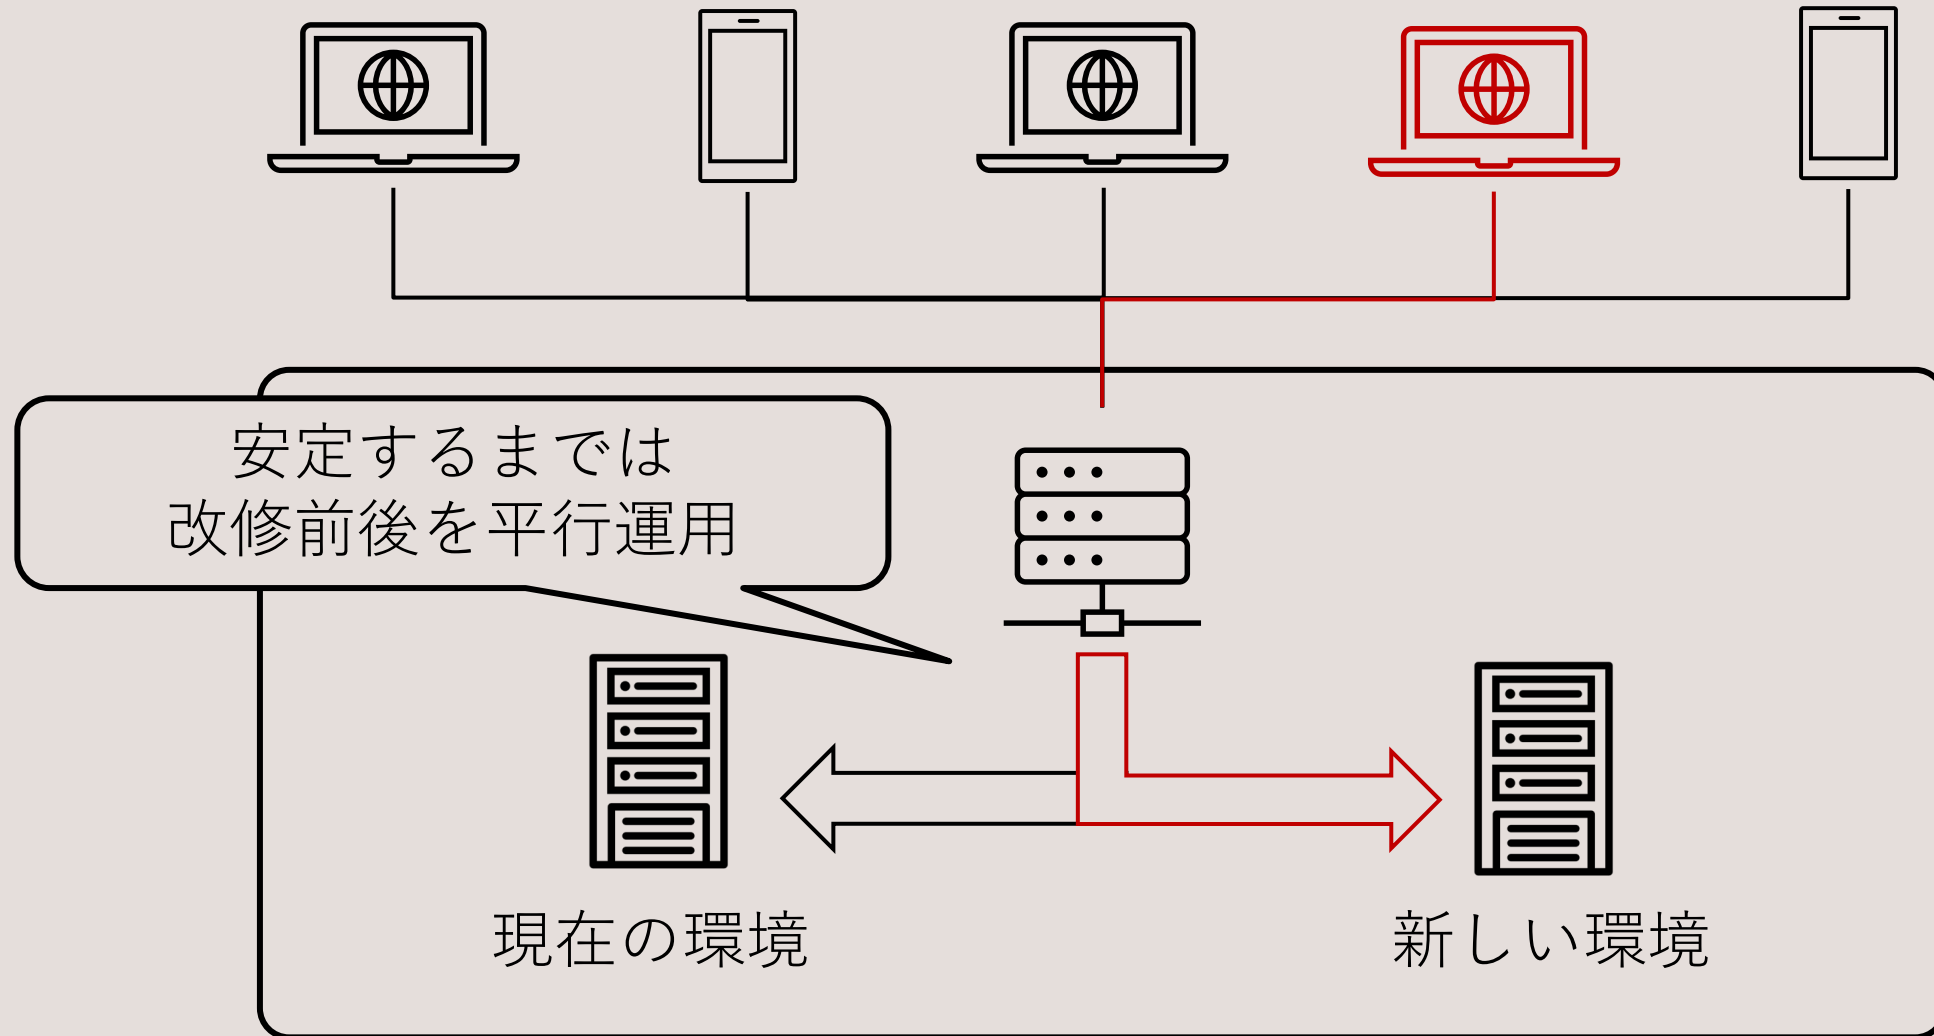 安定するまでは
改修前後を平行運用
現在の環境
新しい環境